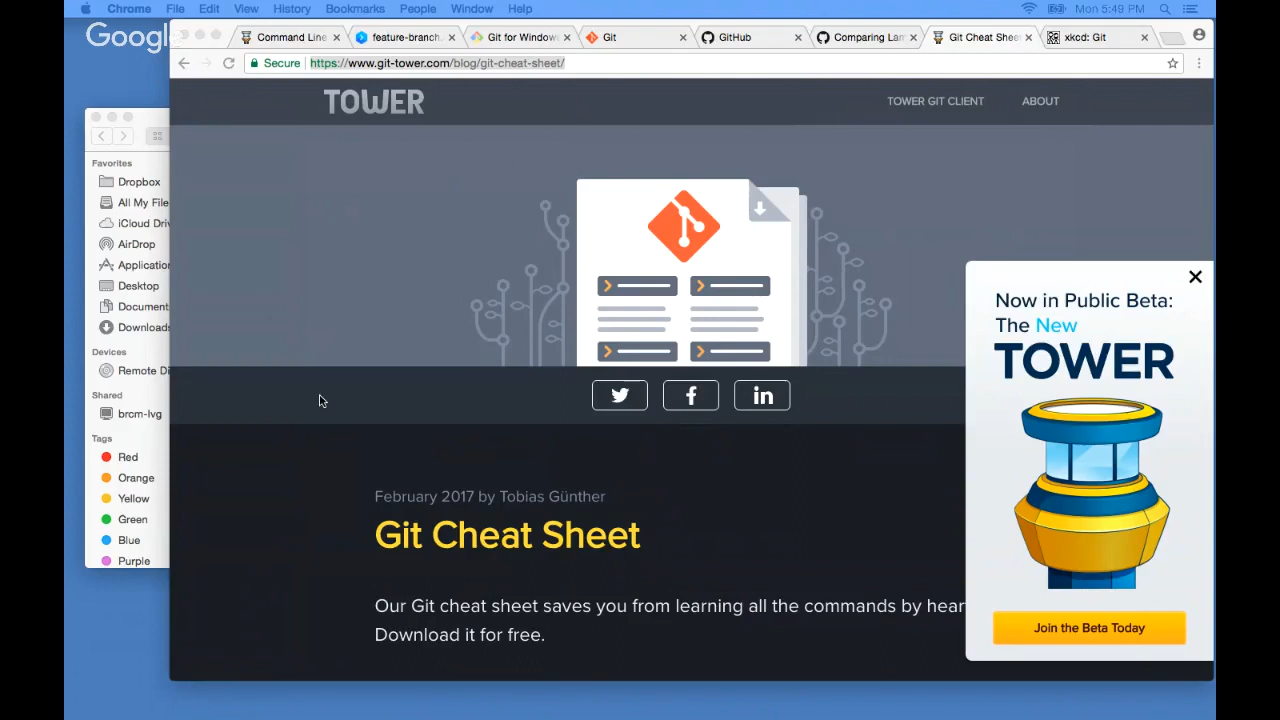 Chrome File Edit View History Bookmarks People Window Help Mon 5:49 PM
Google
Command Line feature-branch. Git for Window Git GitHub Comparing Lam Git Cheat Shee xkcd: Git
Secure https://www.git-tower.com/blog/git-cheat-sheet/
TOWER TOWER GIT CLIENT ABOUT
Favorites
Dropbox
All My File
iCloud Driv
AirDrop
Application
Desktop
Document
Downloads
Devices
Remote Di
Shared
brcm-lvg
Tags
Red
Orange
Yellow
Green
Blue
Purple
f in
February 2017 by Tobias Günther
Git Cheat Sheet
Our Git cheat sheet saves you from learning all the commands by hear
Download it for free.
Now in Public Beta:
The New
TOWER
Join the Beta Today